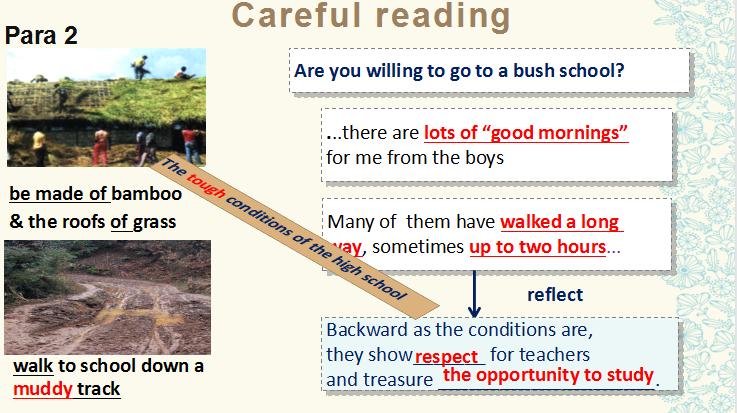 Careful reading
Para 2
be made of bamboo
& the roofs of grass
walk to school down a
muddy track
The tough conditions of the high school
Are you willing to go to a bush school?
...there are lots of “good mornings”
for me from the boys
Many of them have walked a long
way, sometimes up to two hours...
reflect
Backward as the conditions are,
they show respect for teachers
and treasure the opportunity to study.